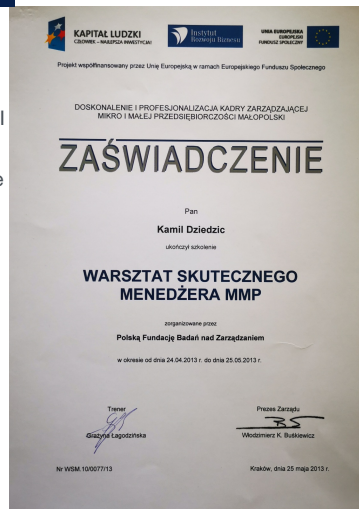 KAPITAŁ LUDZKI
CZŁOWIEK – NAJLEPSZA INWESTYCJA!
Instytut
Rozwoju Biznesu
UNIA EUROPEJSKA
EUROPEJSKI
FUNDUSZ SPOŁECZNY
Projekt współfinansowany przez Unię Europejską w ramach Europejskiego Funduszu Społecznego
DOSKONALENIE I PROFESJONALIZACJA KADRY ZARZĄDZAJĄCEJ
MIKRO I MAŁEJ PRZEDSIĘBIORCZOŚCI MAŁOPOLSKI
ZAŚWIADCZENIE
Pan
Kamil Dziedzic
ukończył szkolenie
WARSZTAT SKUTECZNEGO
MENEDŻERA MMP
zorganizowane przez
Polską Fundację Badań nad Zarządzaniem
w okresie od dnia 24.04.2013 r. do dnia 25.05.2013 r.
Trener
Grażyna Łagodzińska
Prezes Zarządu
Włodzimierz K. Buśkiewicz
Nr WSM.10/0077/13
Kraków, dnia 25 maja 2013 r.